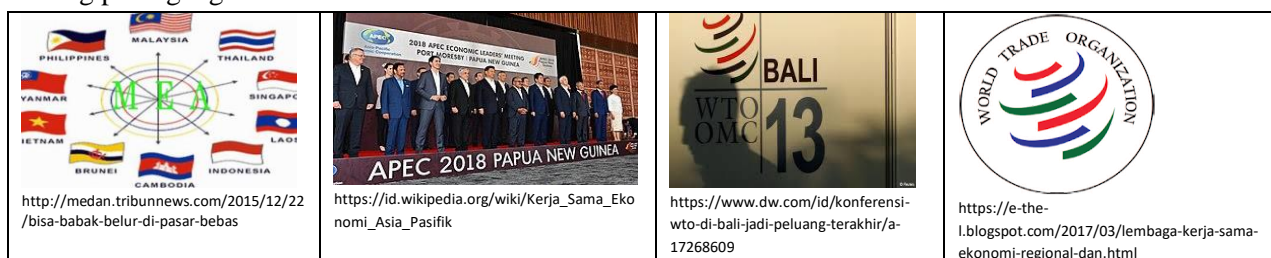 MALAYSIA
PHILIPPINES
THAILAND
M E A
YANMAR
SINGAPO
IETNAM
LAOS
BRUNEI
INDONESIA
CAMBODIA
http://medan.tribunnews.com/2015/12/22
/bisa-babak-belur-di-pasar-bebas
APEC
2018 APEC ECONOMIC LEADERS' MEETING
PORT MORESBY | PAPUA NEW GUINEA
APEC 2018 PAPUA NEW GUINEA
https://id.wikipedia.org/wiki/Kerja_Sama_Eko
nomi_Asia_Pasifik
BALI
WTO
OMC
13
https://www.dw.com/id/konferensi-
wto-di-bali-jadi-peluang-terakhir/a-
17268609
WORLD TRADE ORGANIZATION
https://e-the-
l.blogspot.com/2017/03/lembaga-kerja-sama-
ekonomi-regional-dan.html